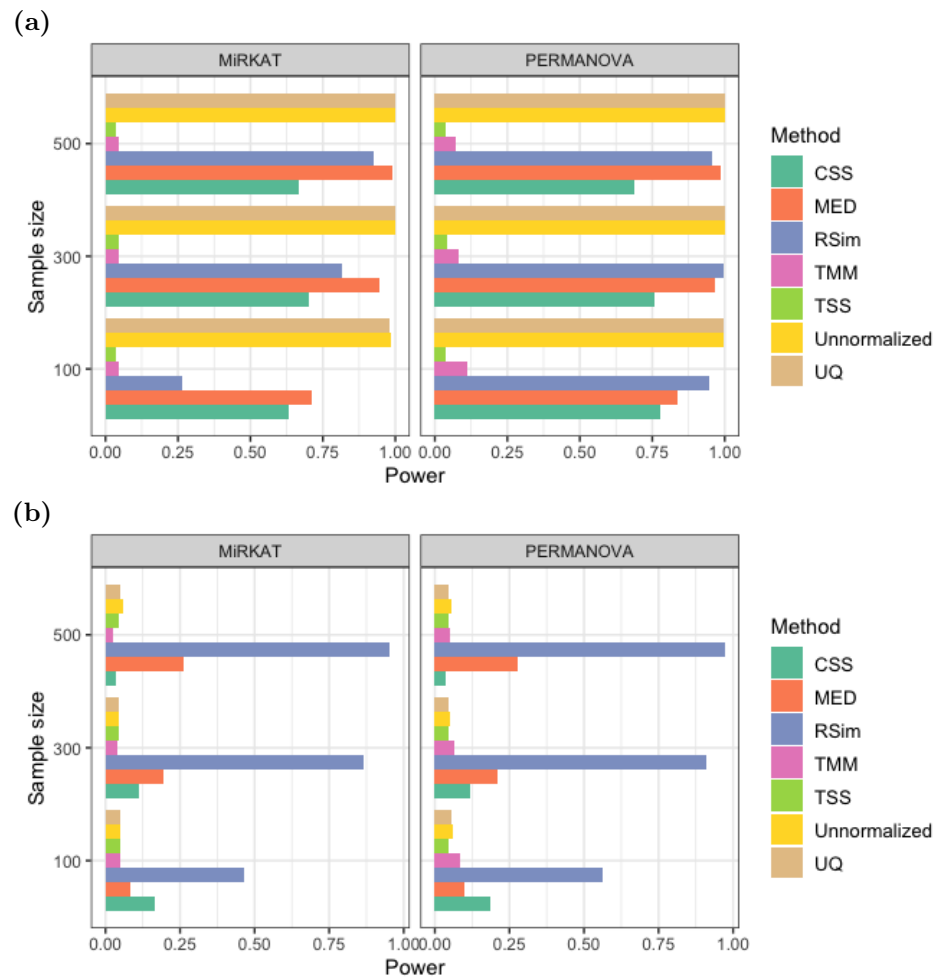 (a)
MiRKAT
PERMANOVA
500
300
100
Sample size
0.00 0.25 0.50 0.75 1.00
0.00 0.25 0.50 0.75 1.00
Power
Method
CSS
MED
RSim
TMM
TSS
Unnormalized
UQ
(b)
MiRKAT
PERMANOVA
500
300
100
Sample size
0.00 0.25 0.50 0.75 1.00
0.00 0.25 0.50 0.75 1.00
Power
Method
CSS
MED
RSim
TMM
TSS
Unnormalized
UQ